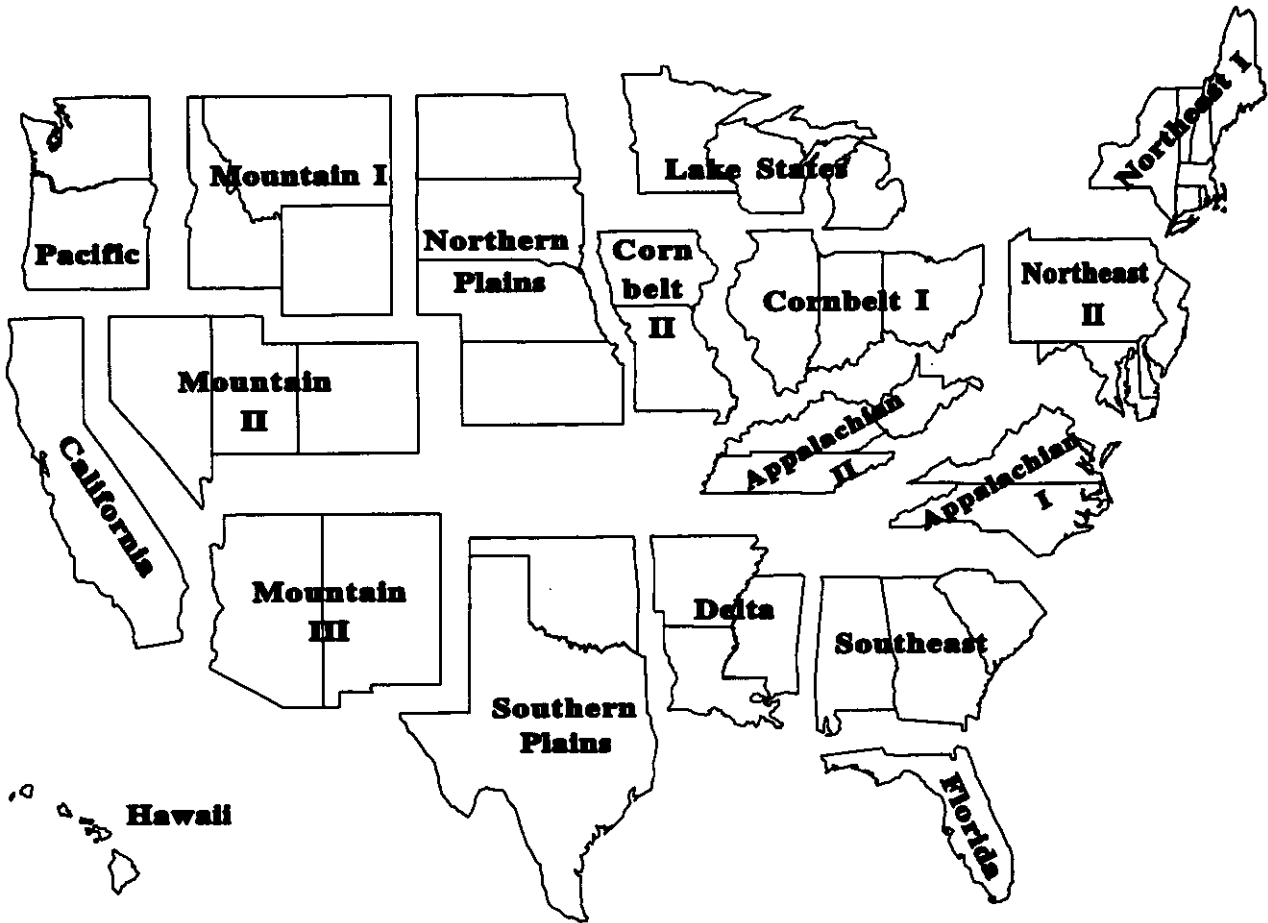 Northeast I
Mountain I
Lake States
Pacific
Northern
Plains
Corn
belt
II
Cornbelt I
Northeast
II
Mountain
II
California
Appalachian
II
Appalachian
I
Mountain
III
Delta
Southeast
Southern
Plains
Hawaii
Florida